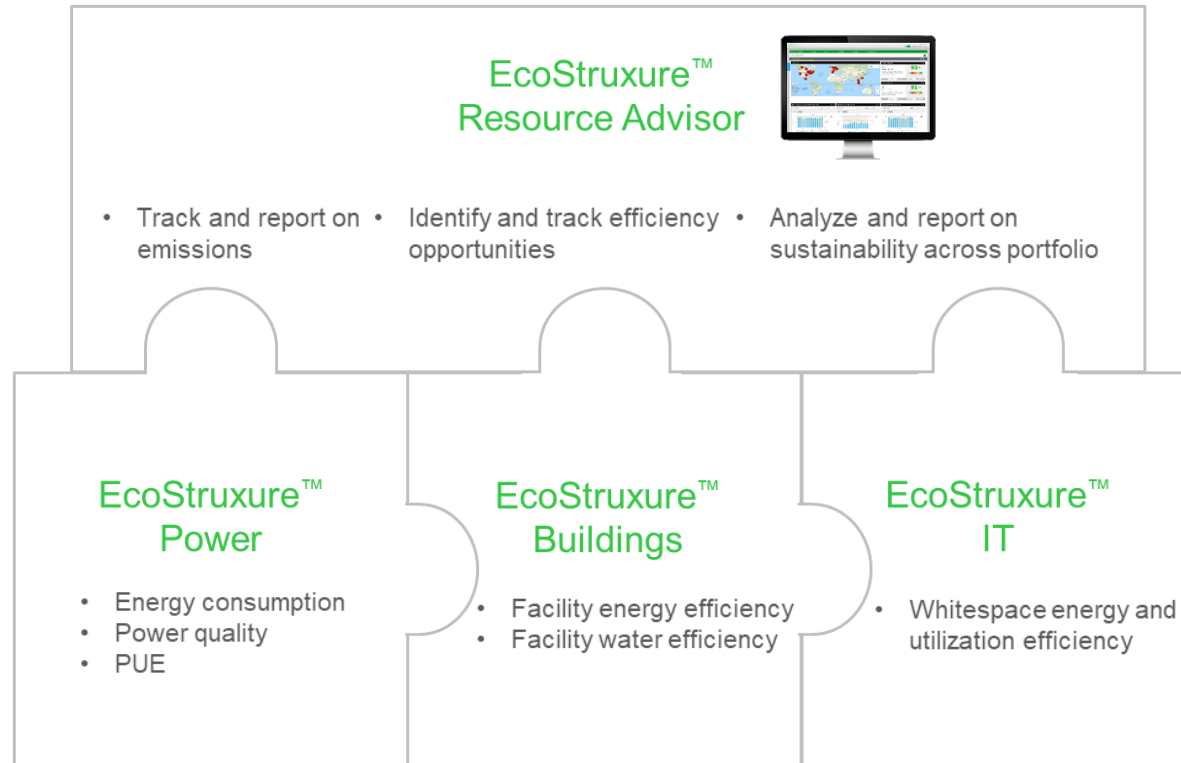 EcoStruxure™
Resource Advisor
• Track and report on
emissions
• Identify and track efficiency
opportunities
• Analyze and report on
sustainability across portfolio
EcoStruxure™
Power
• Energy consumption
• Power quality
• PUE
EcoStruxure™
Buildings
• Facility energy efficiency
• Facility water efficiency
EcoStruxure™
IT
• Whitespace energy and
utilization efficiency